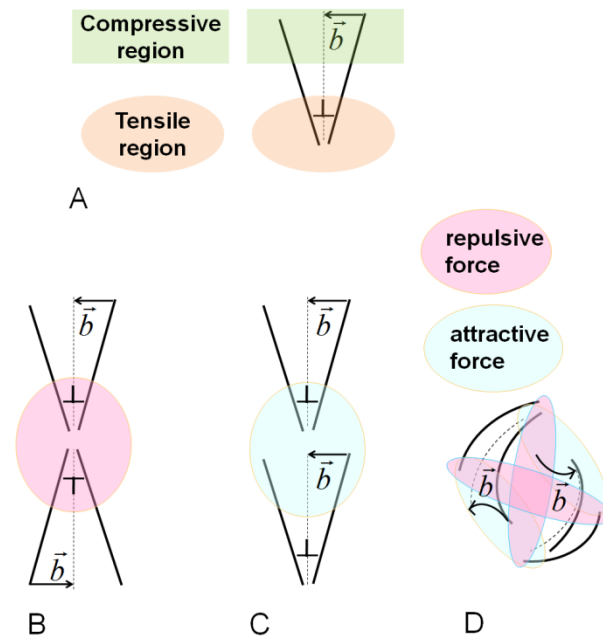 Compressive
region
b
Tensile
region
A
repulsive
force
attractive
force
b
b
b
b
b
b
B
C
D